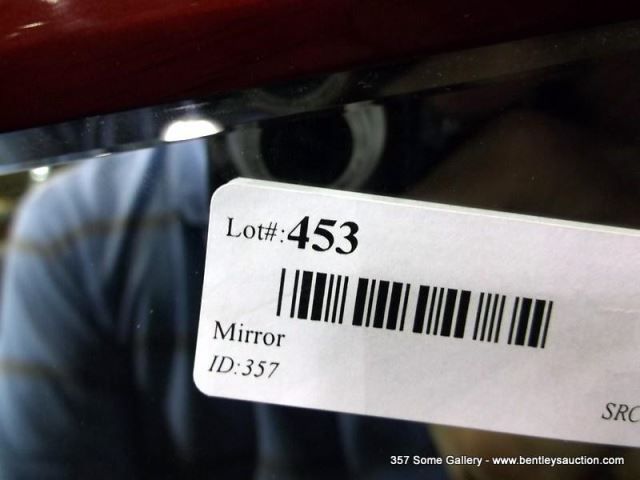 Lot#:453
Mirror
ID:357
SRC
357 Some Gallery - www.bentleysauction.com